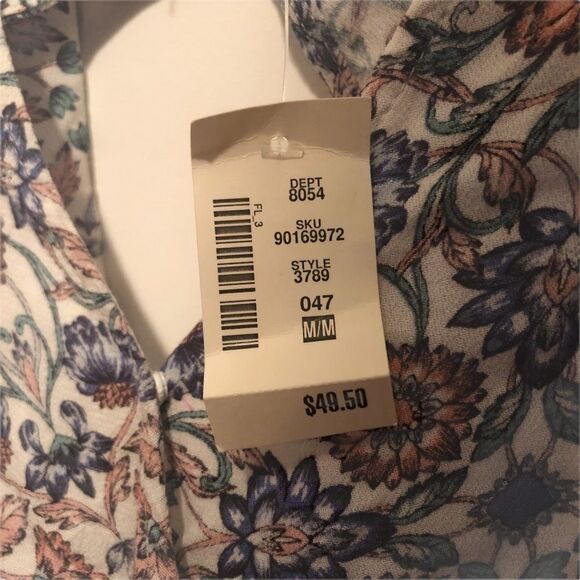 FL_3
DEPT
8054
SKU
90169972
STYLE
3789
047
M/M
$49.50